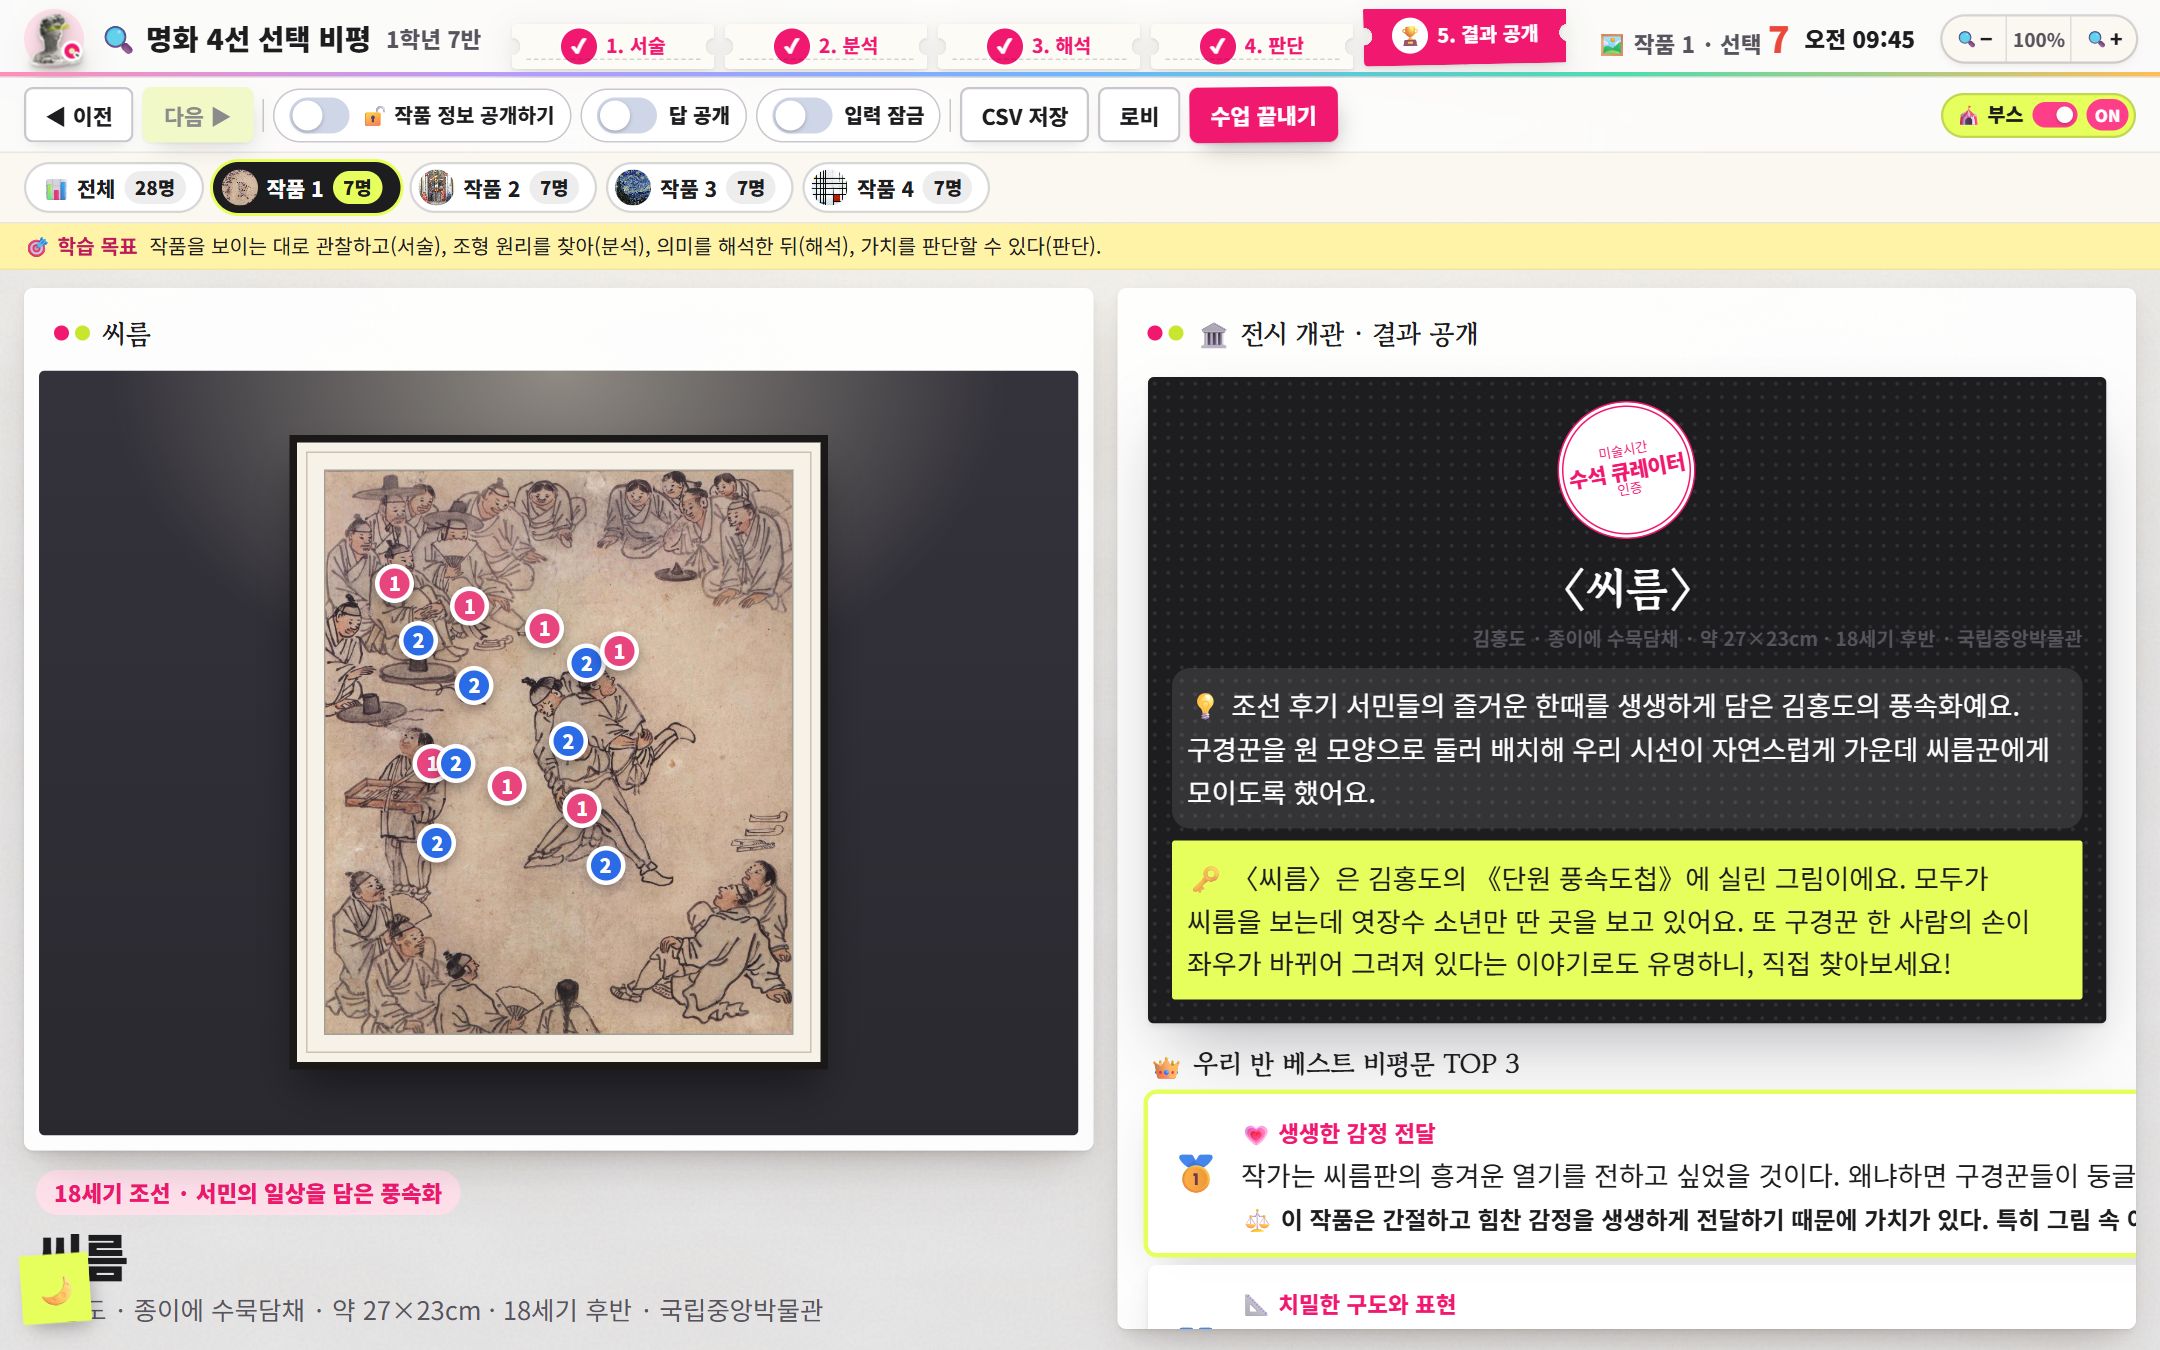 명화 4선 선택 비평 1학년 7반
1. 서술
2. 분석
3. 해석
4. 판단
5. 결과 공개
작품 1 · 선택 7 오전 09:45
− 100% +
◀ 이전
다음 ▶
작품 정보 공개하기
답 공개
입력 잠금
CSV 저장
로비
수업 끝내기
부스 ON
전체 28명
작품 1 7명
작품 2 7명
작품 3 7명
작품 4 7명
학습 목표 작품을 보이는 대로 관찰하고(서술), 조형 원리를 찾아(분석), 의미를 해석한 뒤(해석), 가치를 판단할 수 있다(판단).
씨름
1
1
1
1
2
2
2
2
1
2
1
1
2
2
18세기 조선 · 서민의 일상을 담은 풍속화
씨름
도 · 종이에 수묵담채 · 약 27×23cm · 18세기 후반 · 국립중앙박물관
전시 개관 · 결과 공개
미술시간
수석 큐레이터
인증
〈씨름〉
김홍도 · 종이에 수묵담채 · 약 27×23cm · 18세기 후반 · 국립중앙박물관
조선 후기 서민들의 즐거운 한때를 생생하게 담은 김홍도의 풍속화예요.
구경꾼을 원 모양으로 둘러 배치해 우리 시선이 자연스럽게 가운데 씨름꾼에게
모이도록 했어요.
〈씨름〉은 김홍도의 《단원 풍속도첩》에 실린 그림이에요. 모두가
씨름을 보는데 엿장수 소년만 딴 곳을 보고 있어요. 또 구경꾼 한 사람의 손이
좌우가 바뀌어 그려져 있다는 이야기로도 유명하니, 직접 찾아보세요!
우리 반 베스트 비평문 TOP 3
1
생생한 감정 전달
작가는 씨름판의 흥겨운 열기를 전하고 싶었을 것이다. 왜냐하면 구경꾼들이 둥글
이 작품은 간절하고 힘찬 감정을 생생하게 전달하기 때문에 가치가 있다. 특히 그림 속
치밀한 구도와 표현